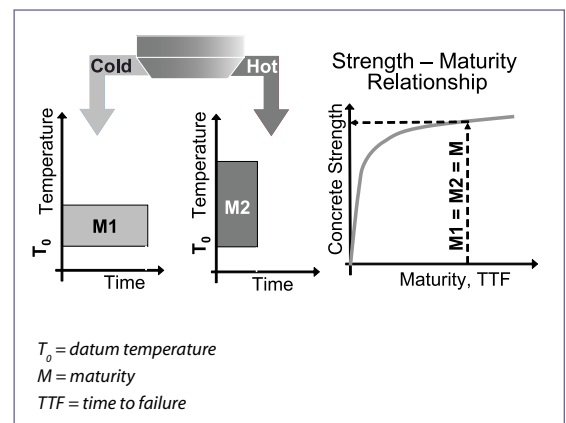 Cold
Hot
Temperature
T0
M1
Time
Temperature
T0
M2
Time
Strength – Maturity
Relationship
Concrete Strength
M1 = M2 = M
Maturity, TTF
T0 = datum temperature
M = maturity
TTF = time to failure